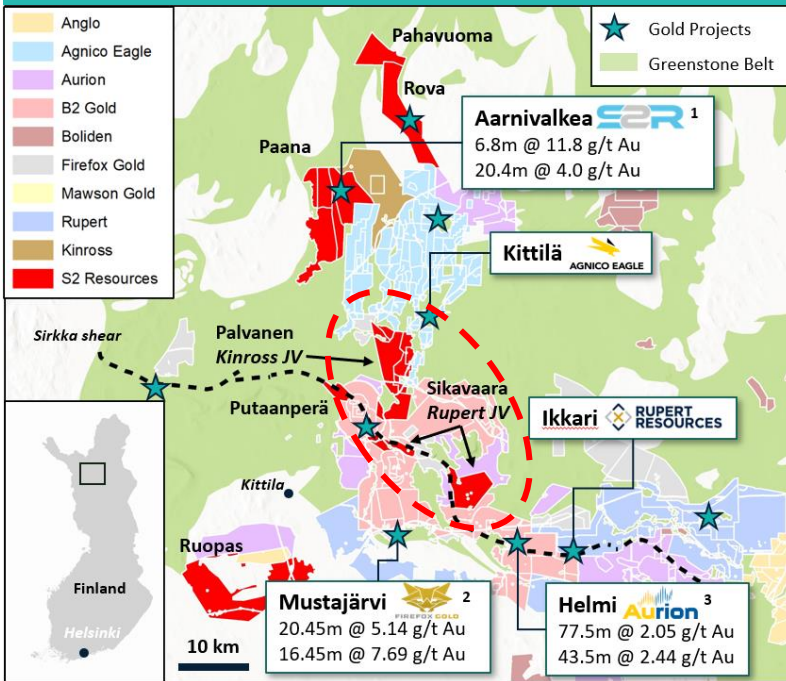 Anglo
Agnico Eagle
Aurion
B2 Gold
Boliden
Firefox Gold
Mawson Gold
Rupert
Kinross
S2 Resources
Gold Projects
Greenstone Belt
Pahavuoma
Rova
Paana
Aarnivalkea S2R 1
6.8m @ 11.8 g/t Au
20.4m @ 4.0 g/t Au
Kittilä AGNICO EAGLE
Sirkka shear
Palvanen
Kinross JV
Putaanperä
Sikavaara
Rupert JV
Ikkari RUPERT
RESOURCES
Kittila
Ruopas
Finland
Helsinki
10 km
Mustajärvi FIREFOX GOLD 2
20.45m @ 5.14 g/t Au
16.45m @ 7.69 g/t Au
Helmi Aurion 3
77.5m @ 2.05 g/t Au
43.5m @ 2.44 g/t Au